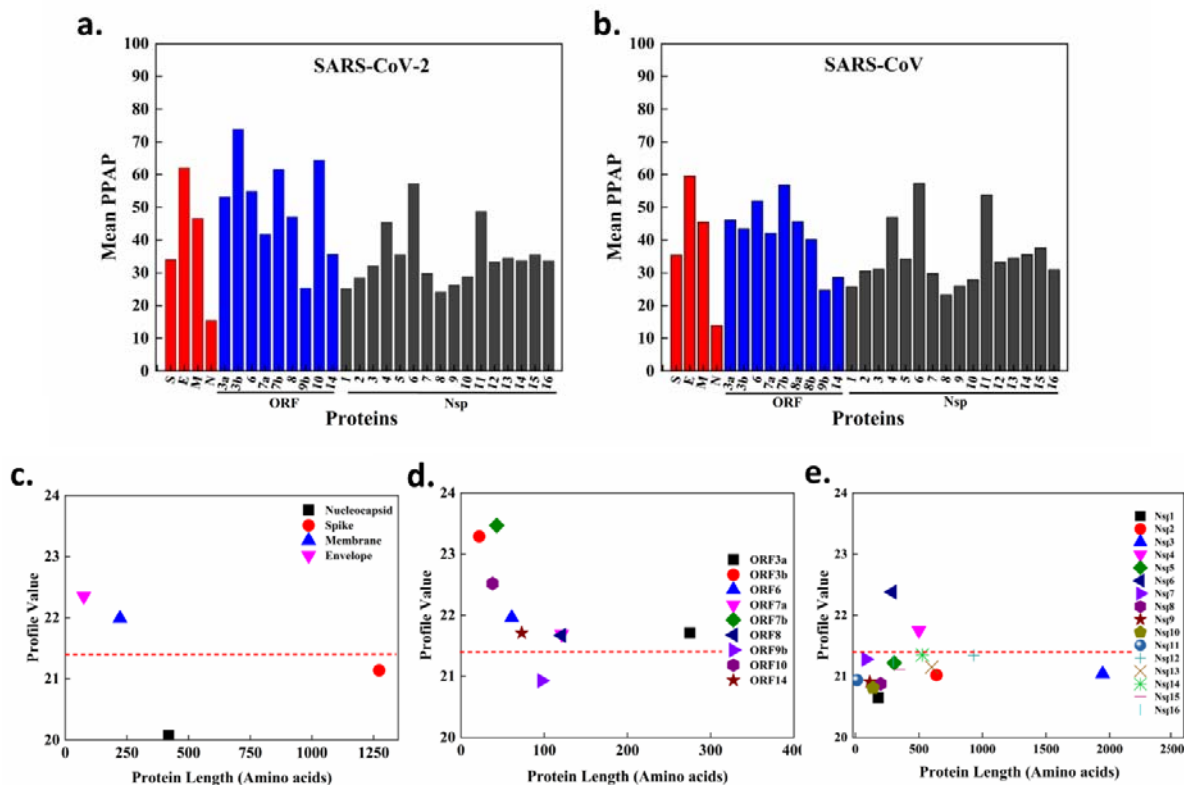 a.
SARS-CoV-2
Mean PPAP
100
90
80
70
60
50
40
30
20
10
0
S E M N 3a 3b 6 7a 7b 8 9b 10 14 1 2 3 4 5 6 7 8 9 10 11 12 13 14 15 16
ORF Nsp
Proteins
b.
SARS-CoV
Mean PPAP
100
90
80
70
60
50
40
30
20
10
0
S E M N 3a 3b 6 7a 7b 8a 8b 9b 14 1 2 3 4 5 6 7 8 9 10 11 12 13 14 15 16
ORF Nsp
Proteins
c.
Profile Value
24
23
22
21
20
0 250 500 750 1000 1250
Protein Length (Amino acids)
Nucleocapsid
Spike
Membrane
Envelope
d.
Profile Value
24
23
22
21
20
0 100 200 300 400
Protein Length (Amino acids)
ORF3a
ORF3b
ORF6
ORF7a
ORF7b
ORF8
ORF9b
ORF10
ORF14
e.
Profile Value
24
23
22
21
20
0 500 1000 1500 2000 2500
Protein Length (Amino acids)
Nsp1
Nsp2
Nsp3
Nsp4
Nsp5
Nsp6
Nsp7
Nsp8
Nsp9
Nsp10
Nsp11
Nsp12
Nsp13
Nsp14
Nsp15
Nsp16